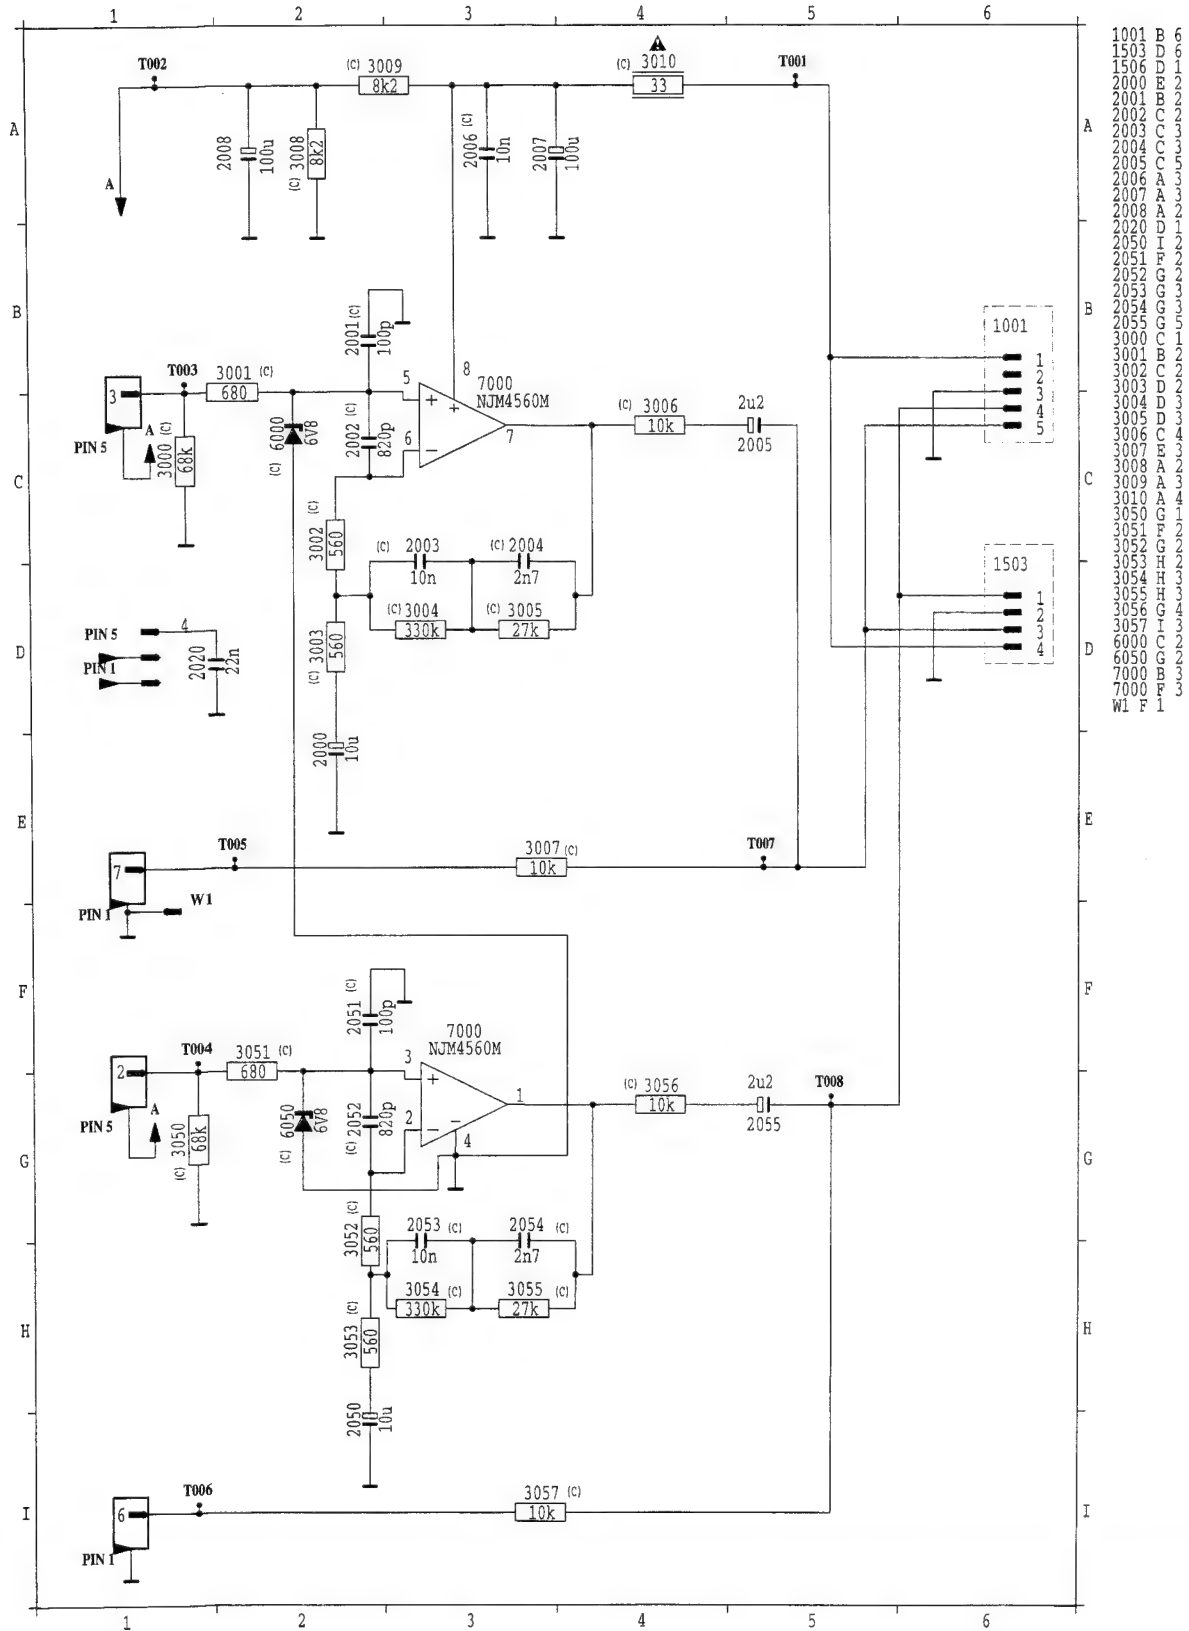 1 2 3 4 5 6
A
B
C
D
E
F
G
H
I
T002
(C) 3009
8k2
(C) 3010
33
T001
2008
100u
(C) 3008
8k2
2006 (C)
10n
2007
100u
A
2001 (C)
100p
T003
3001 (C)
680
3
PIN 5
A
3000 (C)
68k
(C) 6000
6V8
2002 (C)
820p
5
6
8
7000
NJM4560M
+
+
−
7
(C) 3006
10k
2u2
2005
1001
1
2
3
4
5
3002 (C)
560
(C) 2003
10n
(C) 2004
2n7
(C) 3004
330k
(C) 3005
27k
(C) 3003
560
1503
1
2
3
4
PIN 5
4
PIN 1
2020
22n
2000
10u
T005
3007 (C)
10k
T007
7
PIN 1
W1
2051 (C)
100p
7000
NJM4560M
T004
3051 (C)
680
3
2
+
−
−
4
1
2
PIN 5
A
(C) 3050
68k
(C) 6050
6V8
(C) 2052
820p
(C) 3056
10k
2u2
2055
T008
3052 (C)
560
2053 (C)
10n
2054 (C)
2n7
3054 (C)
330k
3055 (C)
27k
3053 (C)
560
2050
10u
T006
3057 (C)
10k
6
PIN 1
A
B
C
D
E
F
G
H
I
1 2 3 4 5 6
1001 B 6
1503 D 6
1506 D 1
2000 E 2
2001 B 2
2002 C 2
2003 C 3
2004 C 3
2005 C 5
2006 A 3
2007 A 3
2008 A 2
2020 D 1
2050 I 2
2051 F 2
2052 G 2
2053 G 3
2054 G 3
2055 G 5
3000 C 1
3001 B 2
3002 C 2
3003 D 2
3004 D 3
3005 D 3
3006 C 4
3007 E 3
3008 A 2
3009 A 3
3010 A 4
3050 G 1
3051 F 2
3052 G 2
3053 H 2
3054 H 3
3055 H 3
3056 G 4
3057 I 3
6000 C 2
6050 G 2
7000 B 3
7000 F 3
W1 F 1